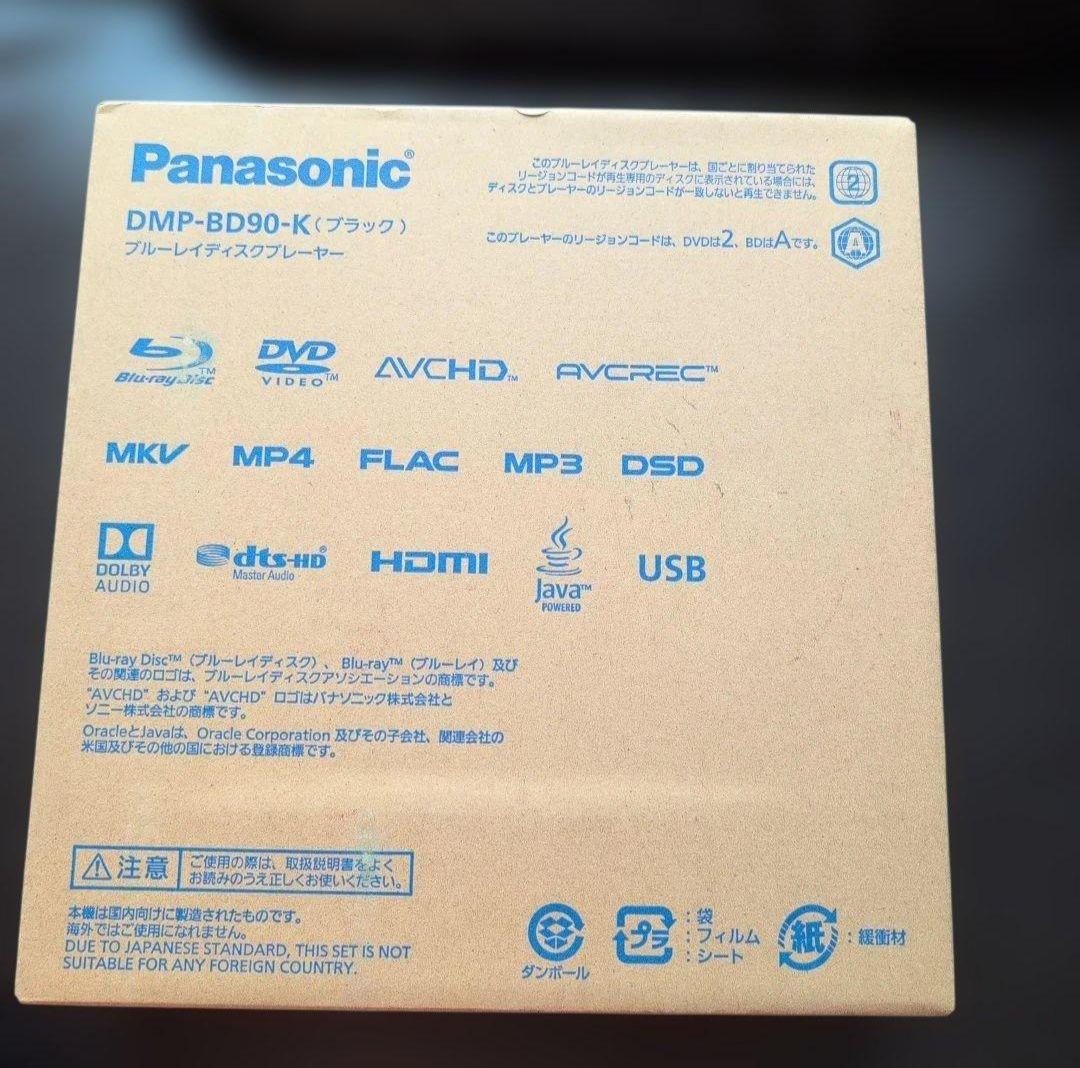 Panasonic®
DMP-BD90-K（ブラック）
ブルーレイディスクプレーヤー
このブルーレイディスクプレーヤーは、国ごとに割り当てられた
リージョンコードが再生専用のディスクに表示されている場合には、
ディスクとプレーヤーのリージョンコードが一致しないと再生できません。
2
このプレーヤーのリージョンコードは、DVDは2、BDはAです。
A
Blu-ray Disc™
DVD VIDEO™
AVCHD™
AVCREC™
MKV
MP4
FLAC
MP3
DSD
DOLBY AUDIO
dts-HD® Master Audio
HDMI
Java™ POWERED
USB
Blu-ray Disc™（ブルーレイディスク）、Blu-ray™（ブルーレイ）及び
その関連のロゴは、ブルーレイディスクアソシエーションの商標です。
"AVCHD" および "AVCHD" ロゴはパナソニック株式会社と
ソニー株式会社の商標です。
OracleとJavaは、Oracle Corporation 及びその子会社、関連会社の
米国及びその他の国における登録商標です。
注意
ご使用の際は、取扱説明書をよく
お読みのうえ正しくお使いください。
本機は国内向けに製造されたものです。
海外ではご使用になれません。
DUE TO JAPANESE STANDARD, THIS SET IS NOT
SUITABLE FOR ANY FOREIGN COUNTRY.
ダンボール
プラ
：袋
：フィルム
：シート
紙
：緩衝材